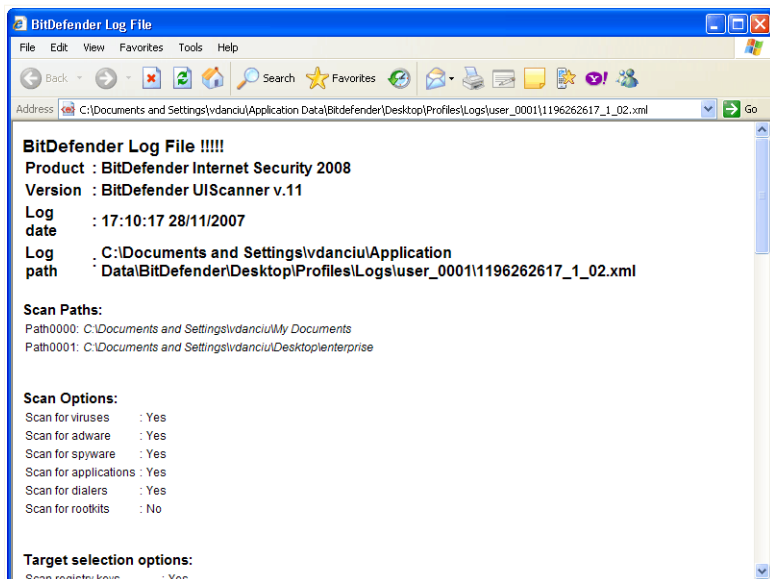 BitDefender Log File
File Edit View Favorites Tools Help
Back Search Favorites
Address C:\Documents and Settings\vdanciu\Application Data\Bitdefender\Desktop\Profiles\Logs\user_0001\1196262617_1_02.xml Go
BitDefender Log File !!!!!
Product : BitDefender Internet Security 2008
Version : BitDefender UIScanner v.11
Log date : 17:10:17 28/11/2007
Log path : C:\Documents and Settings\vdanciu\Application
Data\BitDefender\Desktop\Profiles\Logs\user_0001\1196262617_1_02.xml
Scan Paths:
Path0000: C:\Documents and Settings\vdanciu\My Documents
Path0001: C:\Documents and Settings\vdanciu\Desktop\enterprise
Scan Options:
Scan for viruses : Yes
Scan for adware : Yes
Scan for spyware : Yes
Scan for applications : Yes
Scan for dialers : Yes
Scan for rootkits : No
Target selection options:
Scan registry keys : Yes